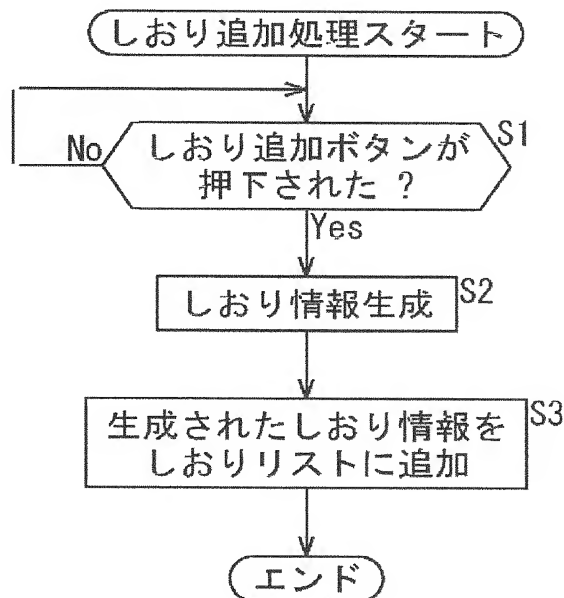 しおり追加処理スタート
No
しおり追加ボタンが
押下された ?
S1
Yes
しおり情報生成
S2
生成されたしおり情報を
しおりリストに追加
S3
エンド